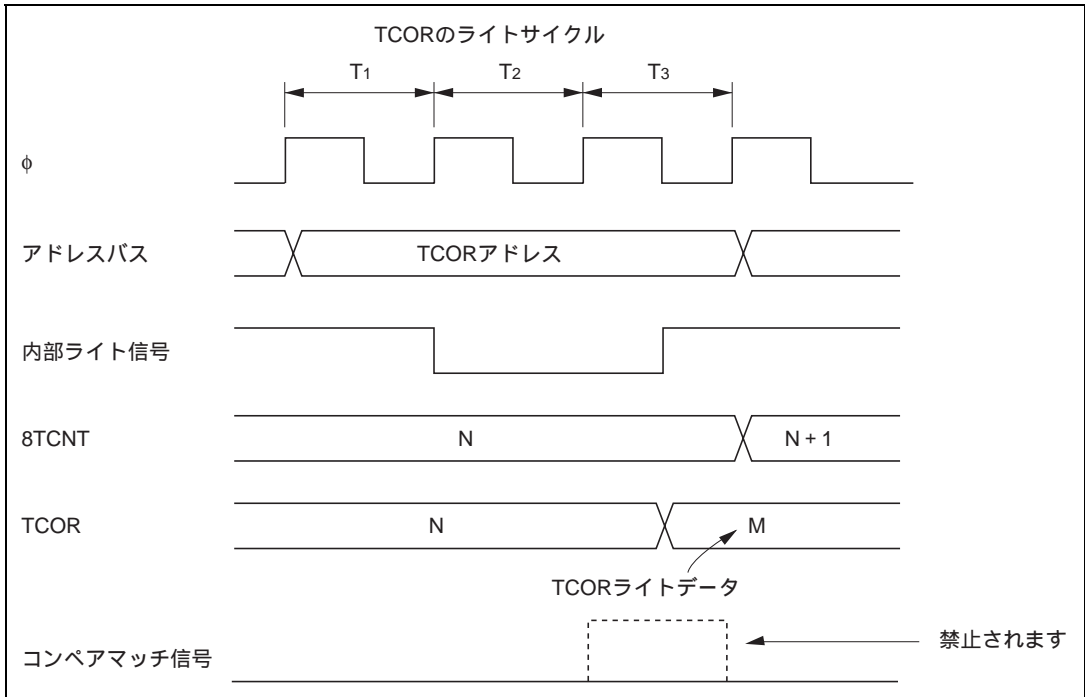 TCORのライトサイクル
T1 T2 T3
φ
アドレスバス TCORアドレス
内部ライト信号
8TCNT N N + 1
TCOR N M
TCORライトデータ
コンペアマッチ信号 禁止されます